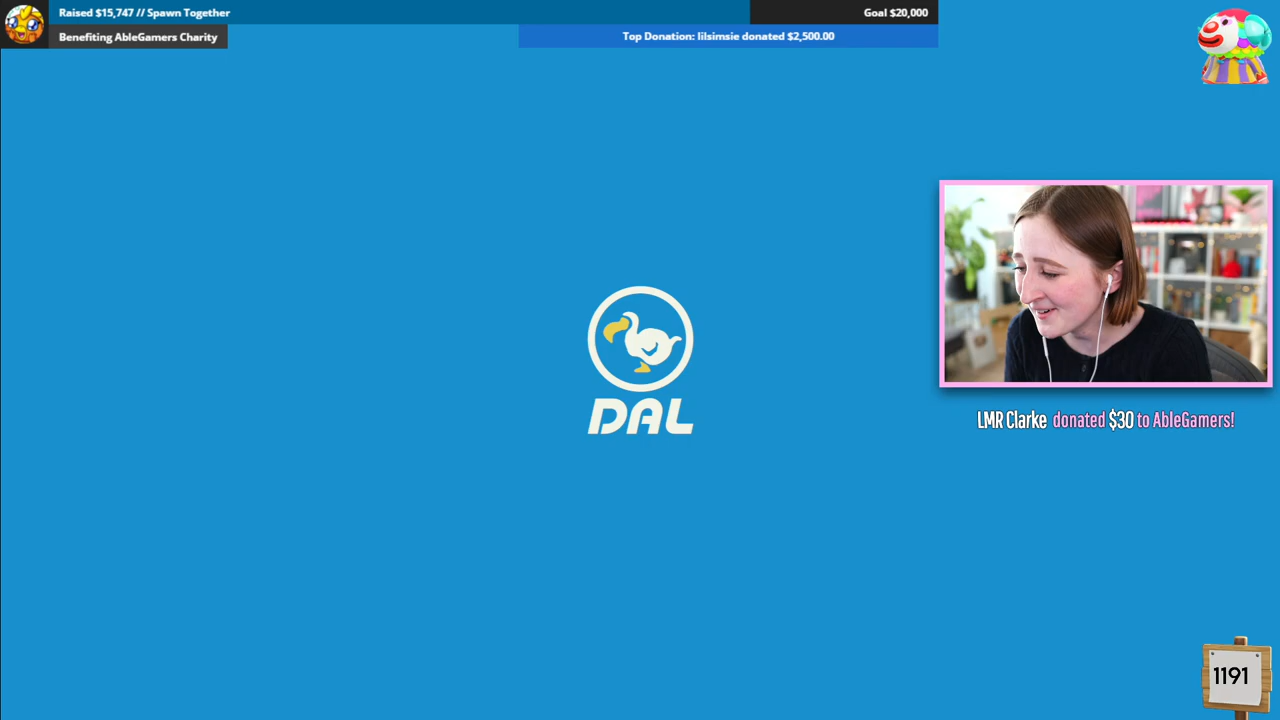 Raised $15,747 // Spawn Together
Goal $20,000
Benefiting AbleGamers Charity
Top Donation: lilsimsie donated $2,500.00
DAL
LMR Clarke donated $30 to AbleGamers!
1191